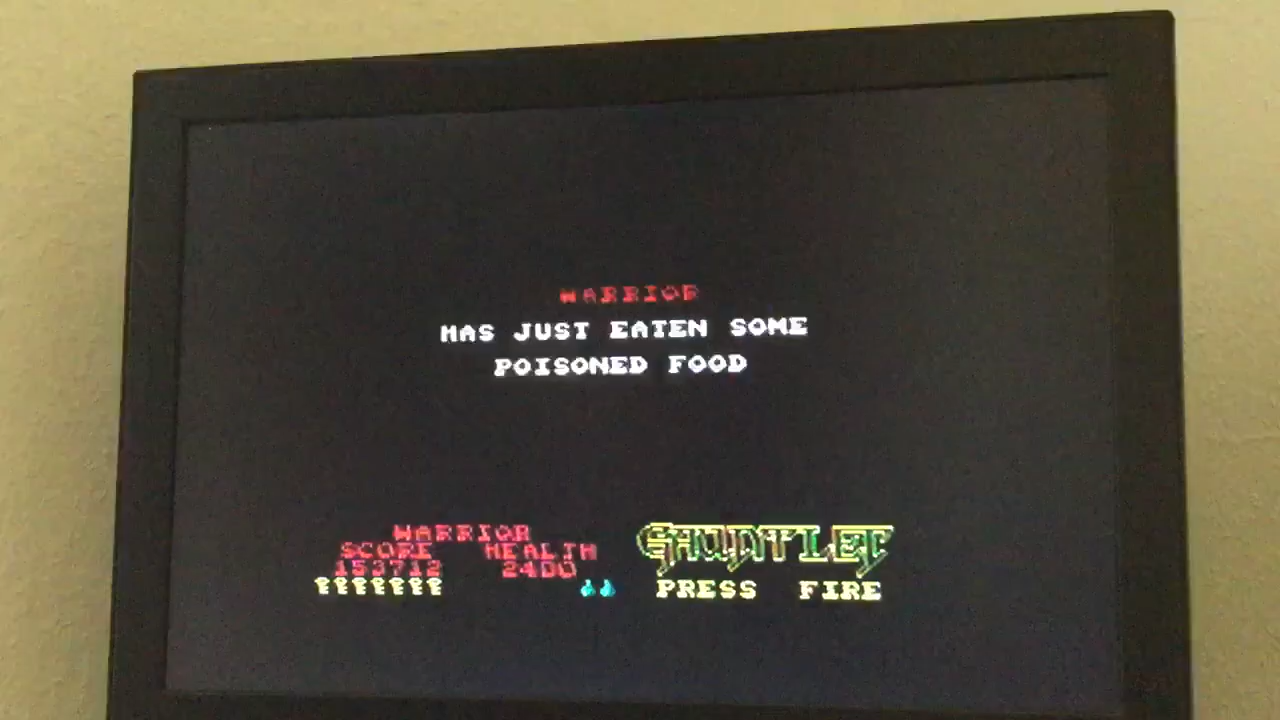 WARRIOR
HAS JUST EATEN SOME
POISONED FOOD
WARRIOR
SCORE HEALTH
153712 2400
GAUNTLET
PRESS FIRE